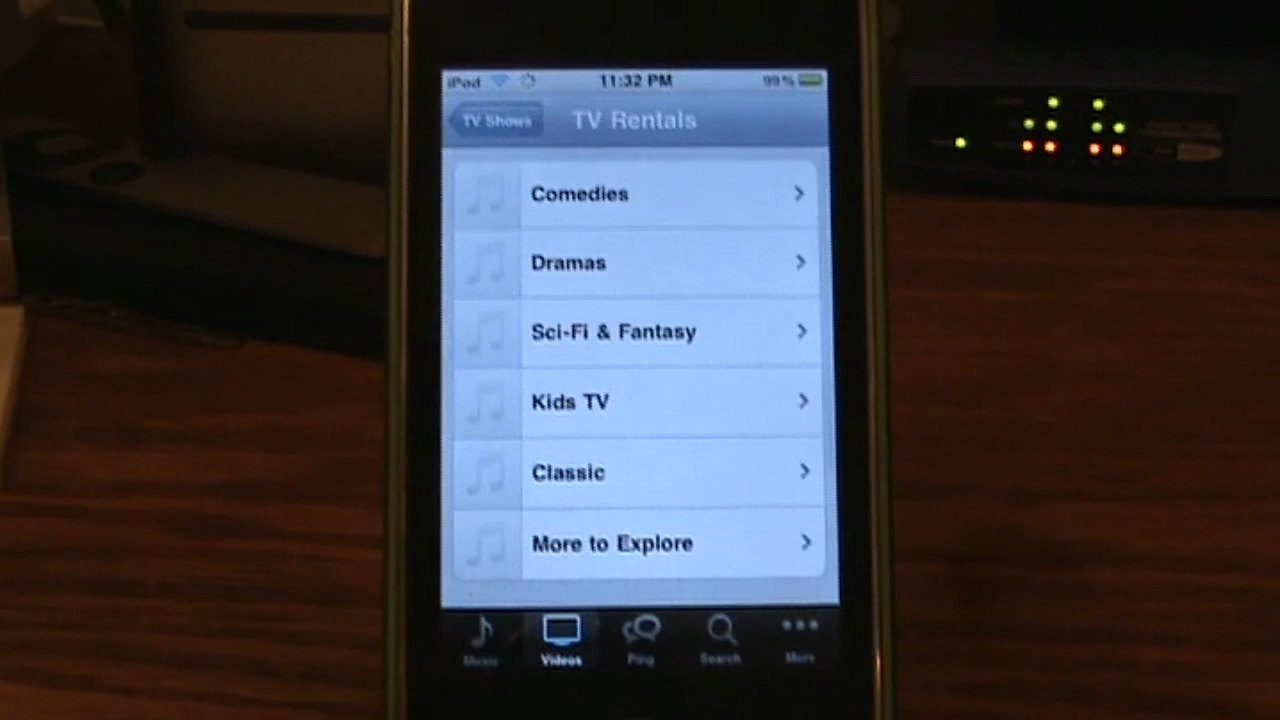 iPod 11:32 PM 99%
TV Shows TV Rentals
Comedies
Dramas
Sci-Fi & Fantasy
Kids TV
Classic
More to Explore
Music Videos Ping Search More